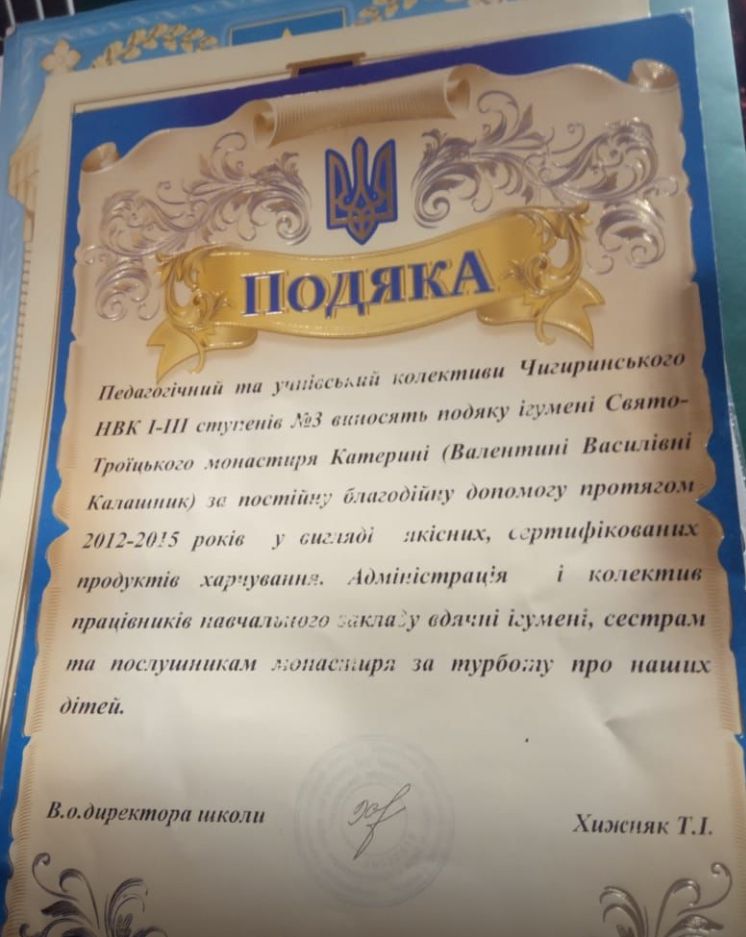 ПОДЯКА
Педагогічний та учнівський колективи Чигиринського
НВК І-ІІІ ступенів №3 виносять подяку ігумені Свято-
Троїцького монастиря Катерині (Валентині Василівні
Калашник) за постійну благодійну допомогу протягом
2012-2015 років у вигляді якісних, сертифікованих
продуктів харчування. Адміністрація і колектив
працівників навчального закладу вдячні ігумені, сестрам
та послушникам монастиря за турботу про наших
дітей.
В.о.директора школи Хижняк Т.І.